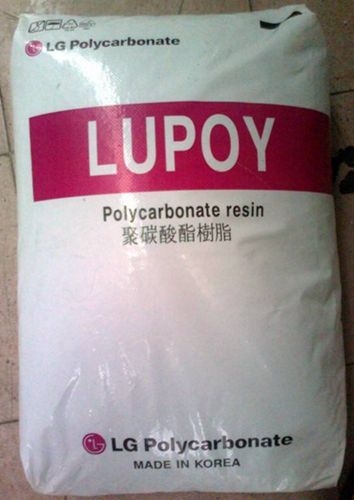 LG Polycarbonate
LUPOY
Polycarbonate resin
聚碳酸酯樹脂
LG Polycarbonate
MADE IN KOREA